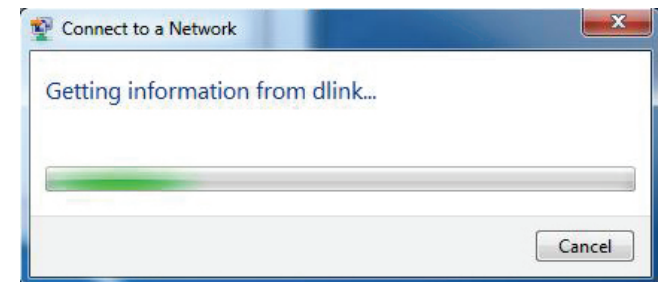 Connect to a Network
Getting information from dlink...
Cancel